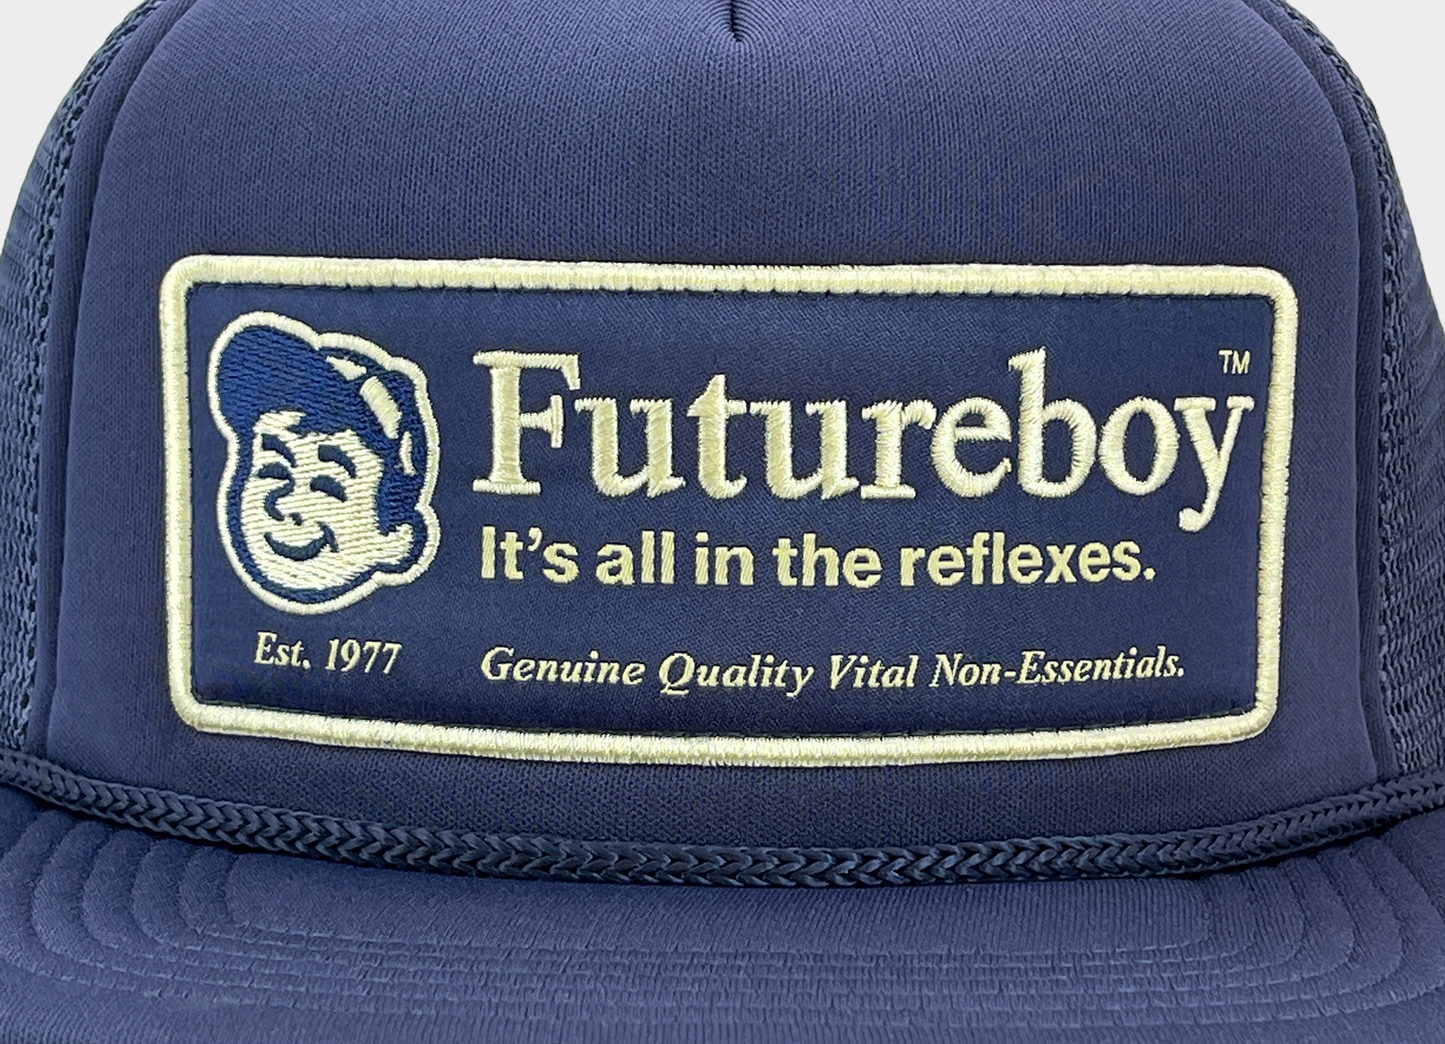 Futureboy™
It's all in the reflexes.
Est. 1977
Genuine Quality Vital Non-Essentials.